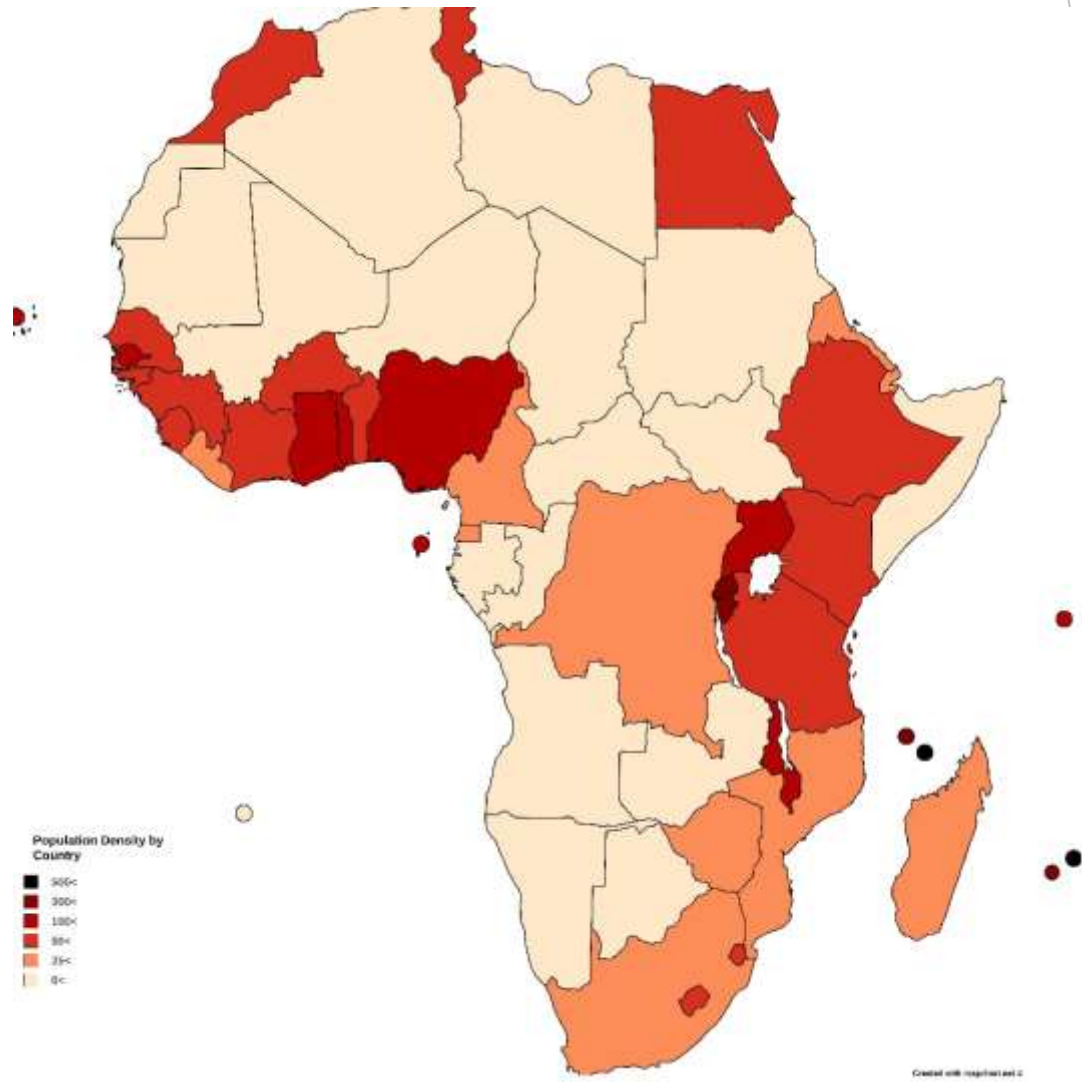 Population Density by
Country
500<
300<
100<
50<
25<
0<
Created with mapchart.net